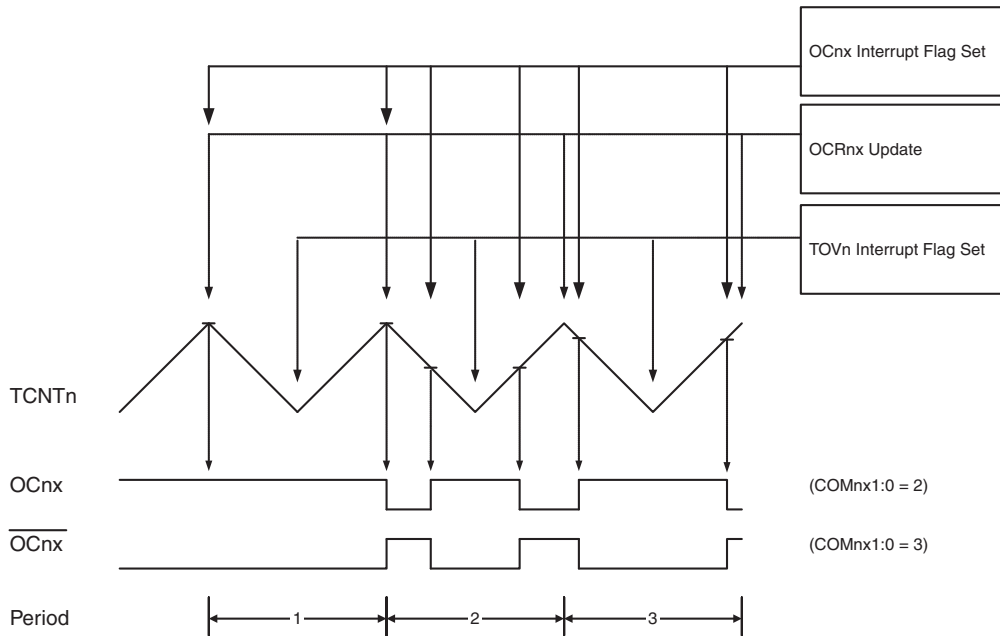 OCnx Interrupt Flag Set
OCRnx Update
TOVn Interrupt Flag Set
TCNTn
OCnx
(COMnx1:0 = 2)
OCnx
(COMnx1:0 = 3)
Period
1
2
3